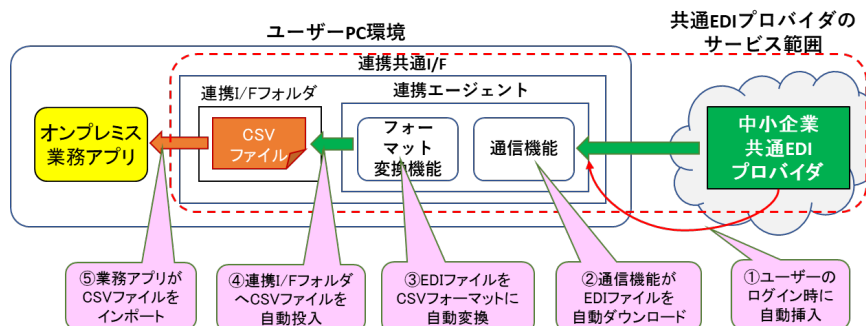 ユーザーPC環境
共通EDIプロバイダの
サービス範囲
連携共通I/F
連携I/Fフォルダ
連携エージェント
オンプレミス
業務アプリ
CSV
ファイル
フォー
マット
変換機能
通信機能
中小企業
共通EDI
プロバイダ
⑤業務アプリが
CSVファイルを
インポート
④連携I/Fフォルダ
へCSVファイルを
自動投入
③EDIファイルを
CSVフォーマットに
自動変換
②通信機能が
EDIファイルを
自動ダウンロード
①ユーザーの
ログイン時に
自動挿入